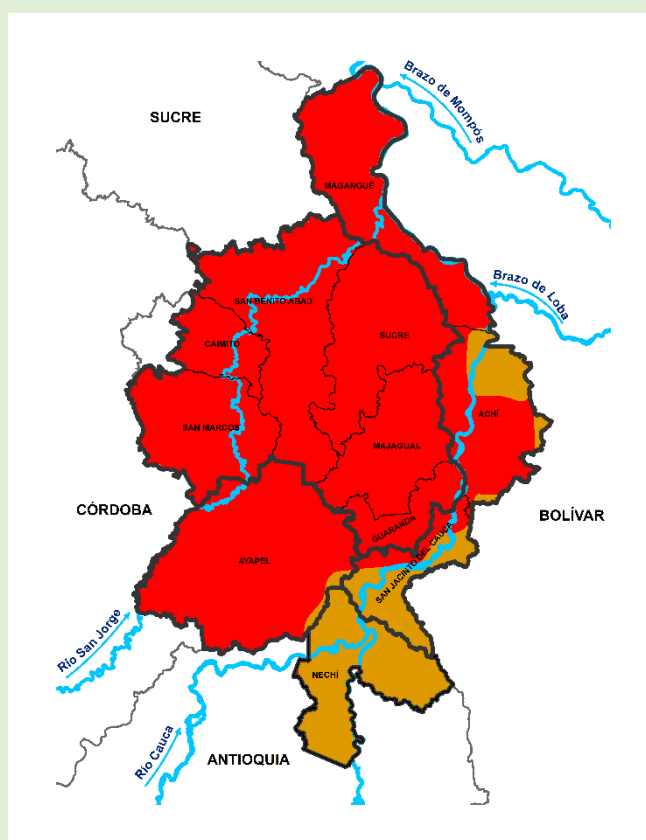 Brazo de Mompós
SUCRE
MAGANGUÉ
Brazo de Loba
SAN BENITO ABAD
SUCRE
CAIMITO
ACHÍ
SAN MARCOS
MAJAGUAL
CÓRDOBA
BOLÍVAR
GUARANDA
SAN JACINTO DEL CAUCA
AYAPEL
Río San Jorge
NECHÍ
Río Cauca
ANTIOQUIA